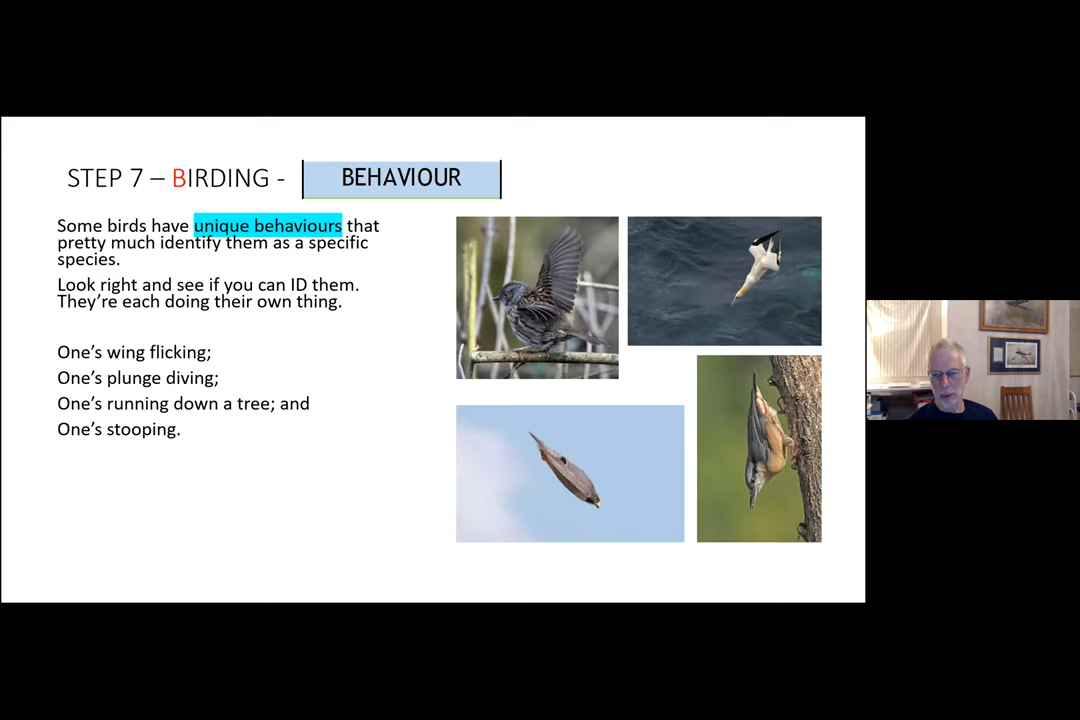 STEP 7 – BIRDING -
BEHAVIOUR
Some birds have unique behaviours that
pretty much identify them as a specific
species.
Look right and see if you can ID them.
They’re each doing their own thing.
One’s wing flicking;
One’s plunge diving;
One’s running down a tree; and
One’s stooping.